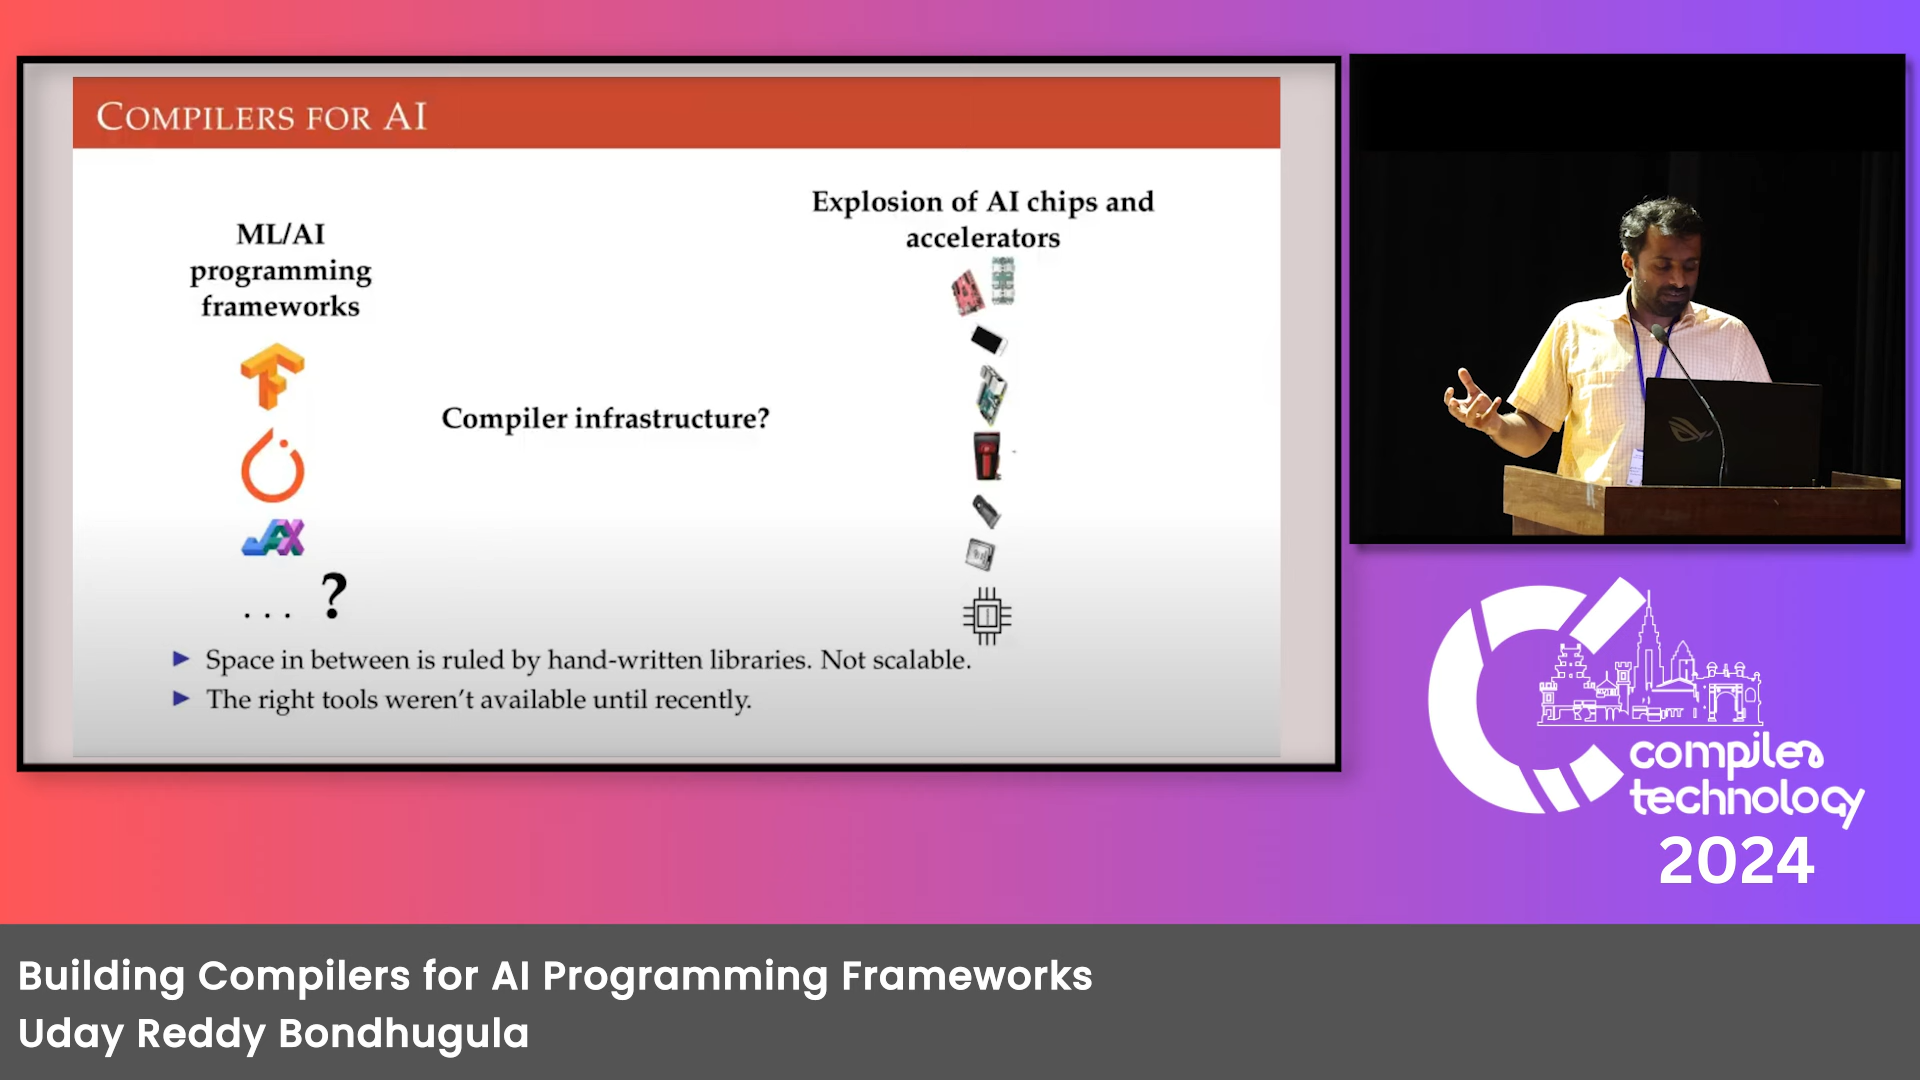 COMPILERS FOR AI
ML/AI
programming
frameworks
Explosion of AI chips and
accelerators
JAX
Compiler infrastructure?
. . . ?
► Space in between is ruled by hand-written libraries. Not scalable.
► The right tools weren't available until recently.
compiler
technology
2024
Building Compilers for AI Programming Frameworks
Uday Reddy Bondhugula